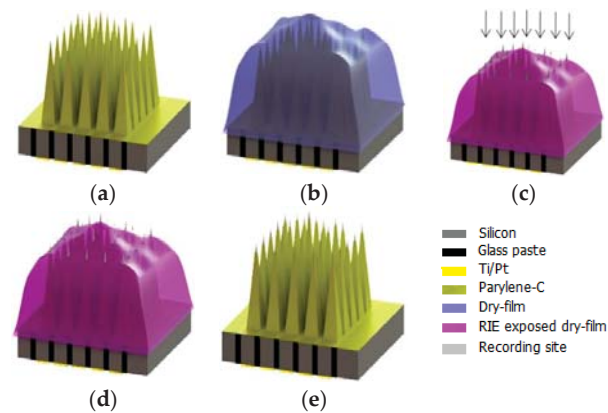 (a)
(b)
(c)
(d)
(e)
Silicon
Glass paste
Ti/Pt
Parylene-C
Dry-film
RIE exposed dry-film
Recording site